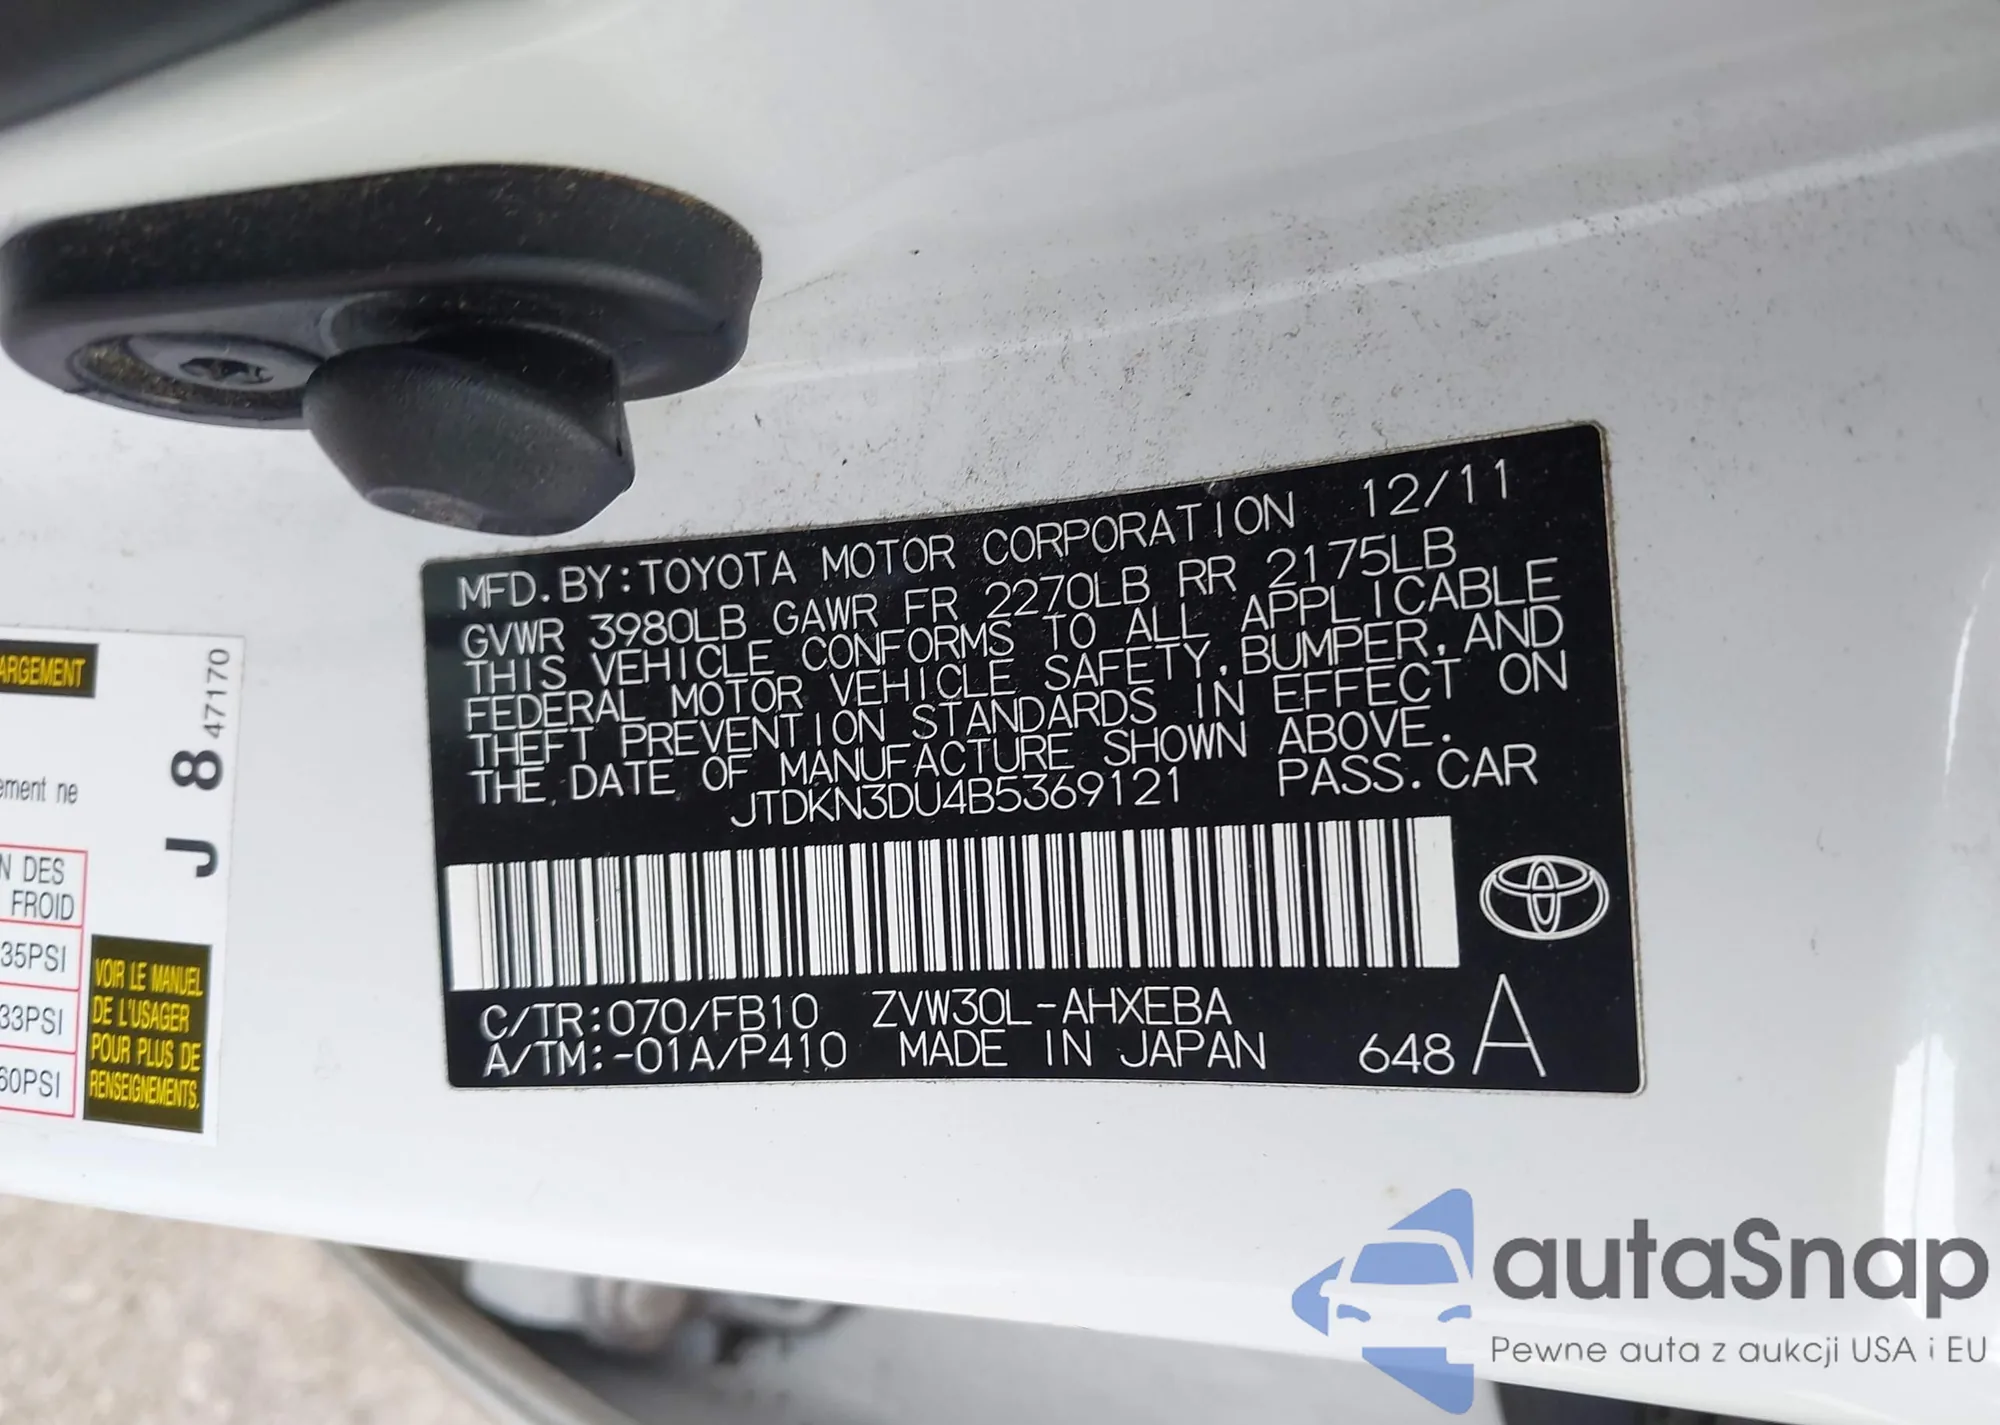 MFD.BY:TOYOTA MOTOR CORPORATION 12/11
GVWR 3980LB GAWR FR 2270LB RR 2175LB
THIS VEHICLE CONFORMS TO ALL APPLICABLE
FEDERAL MOTOR VEHICLE SAFETY,BUMPER,AND
THEFT PREVENTION STANDARDS IN EFFECT ON
THE DATE OF MANUFACTURE SHOWN ABOVE.
JTDKN3DU4B5369121 PASS.CAR
C/TR:070/FB10 ZVW30L-AHXEBA
A/TM:-01A/P410 MADE IN JAPAN 648 A
ARGEMENT
J 8 47170
ement ne
N DES
FROID
35PSI
33PSI
60PSI
VOIR LE MANUEL
DE L'USAGER
POUR PLUS DE
RENSEIGNEMENTS.
autaSnap
Pewne auta z aukcji USA i EU